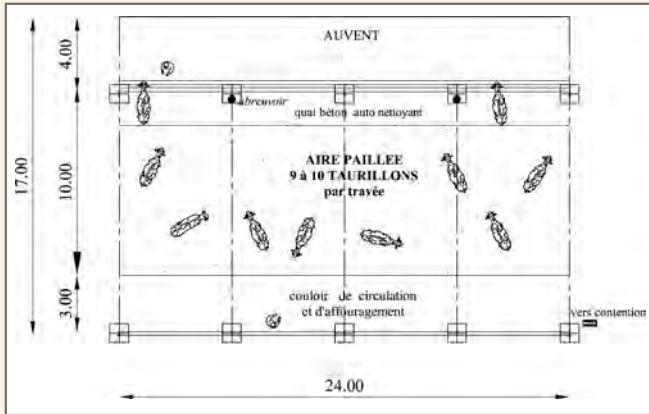 AUVENT
4.00
abreuvoir
quai béton auto nettoyant
17.00
10.00
AIRE PAILLEE
9 à 10 TAURILLONS
par travée
3.00
couloir de circulation
et d'affouragement
vers contention
24.00